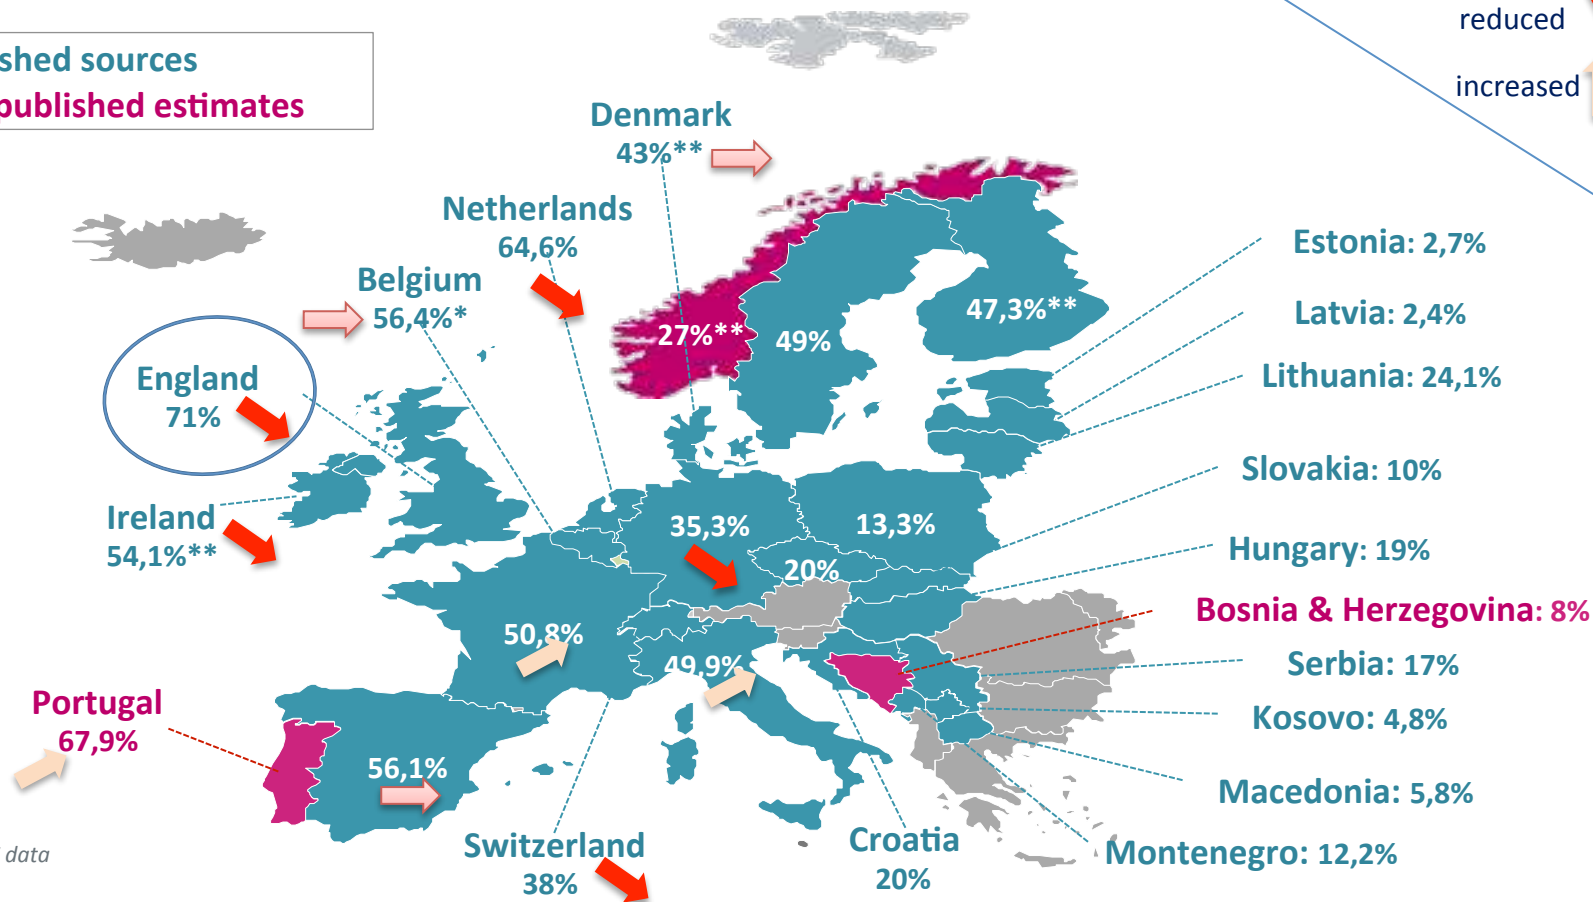 reduced
increased
shed sources
published estimates
Denmark
43%**
Netherlands
64,6%
Belgium
56,4%*
England
71%
Ireland
54,1%**
27%**
49%
47,3%**
Estonia: 2,7%
Latvia: 2,4%
Lithuania: 24,1%
Slovakia: 10%
Hungary: 19%
Bosnia & Herzegovina: 8%
Serbia: 17%
Kosovo: 4,8%
Macedonia: 5,8%
Montenegro: 12,2%
35,3%
13,3%
20%
50,8%
49,9%
Portugal
67,9%
56,1%
Switzerland
38%
Croatia
20%
data